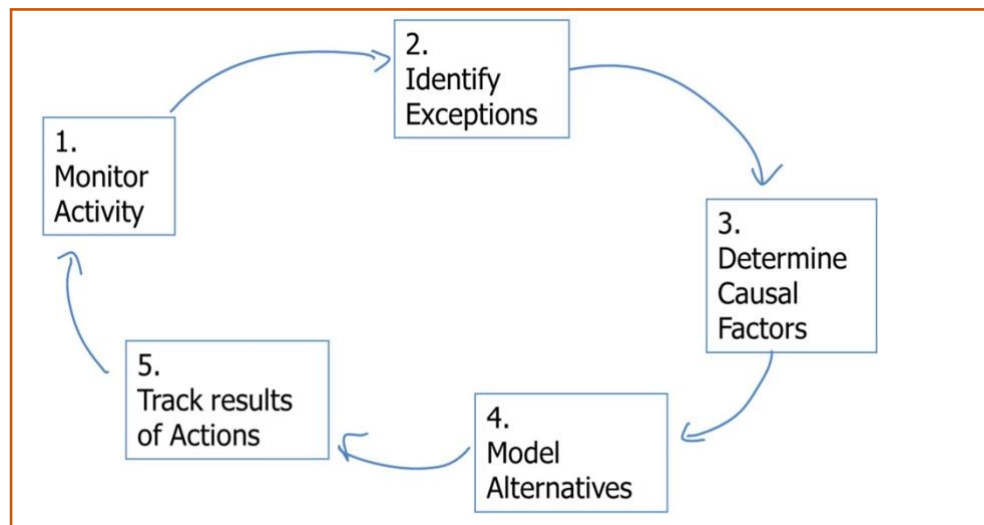 1.
Monitor
Activity
2.
Identify
Exceptions
3.
Determine
Causal
Factors
4.
Model
Alternatives
5.
Track results
of Actions